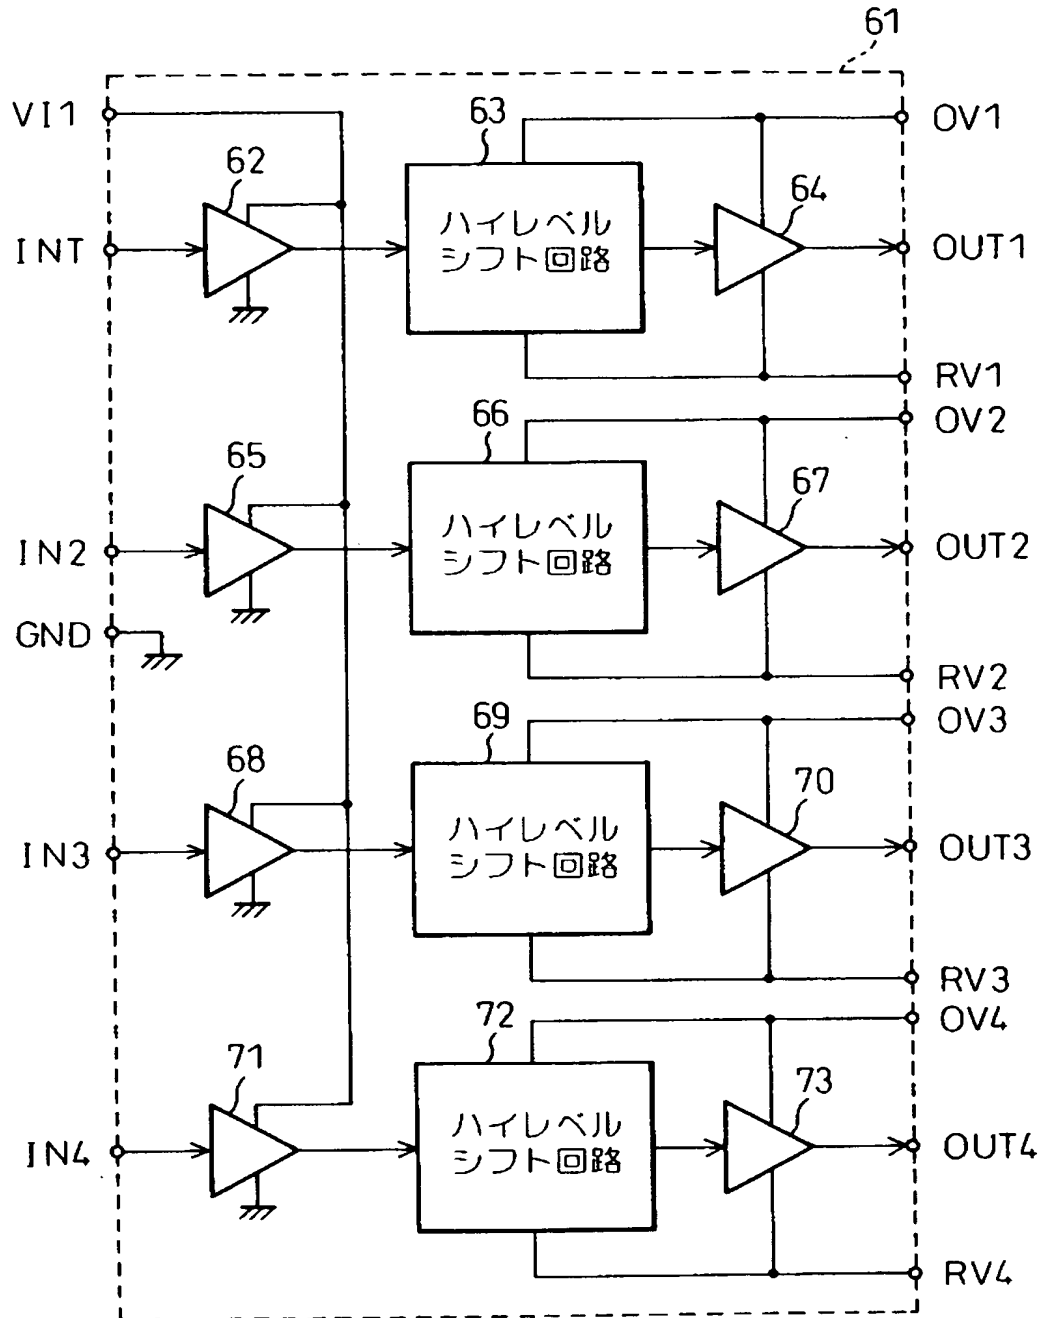 61
VI1
63
OV1
62
64
ハイレベル
シフト回路
INT
OUT1
RV1
66
OV2
65
67
ハイレベル
シフト回路
IN2
OUT2
GND
RV2
69
OV3
68
70
ハイレベル
シフト回路
IN3
OUT3
RV3
72
OV4
71
73
ハイレベル
シフト回路
IN4
OUT4
RV4